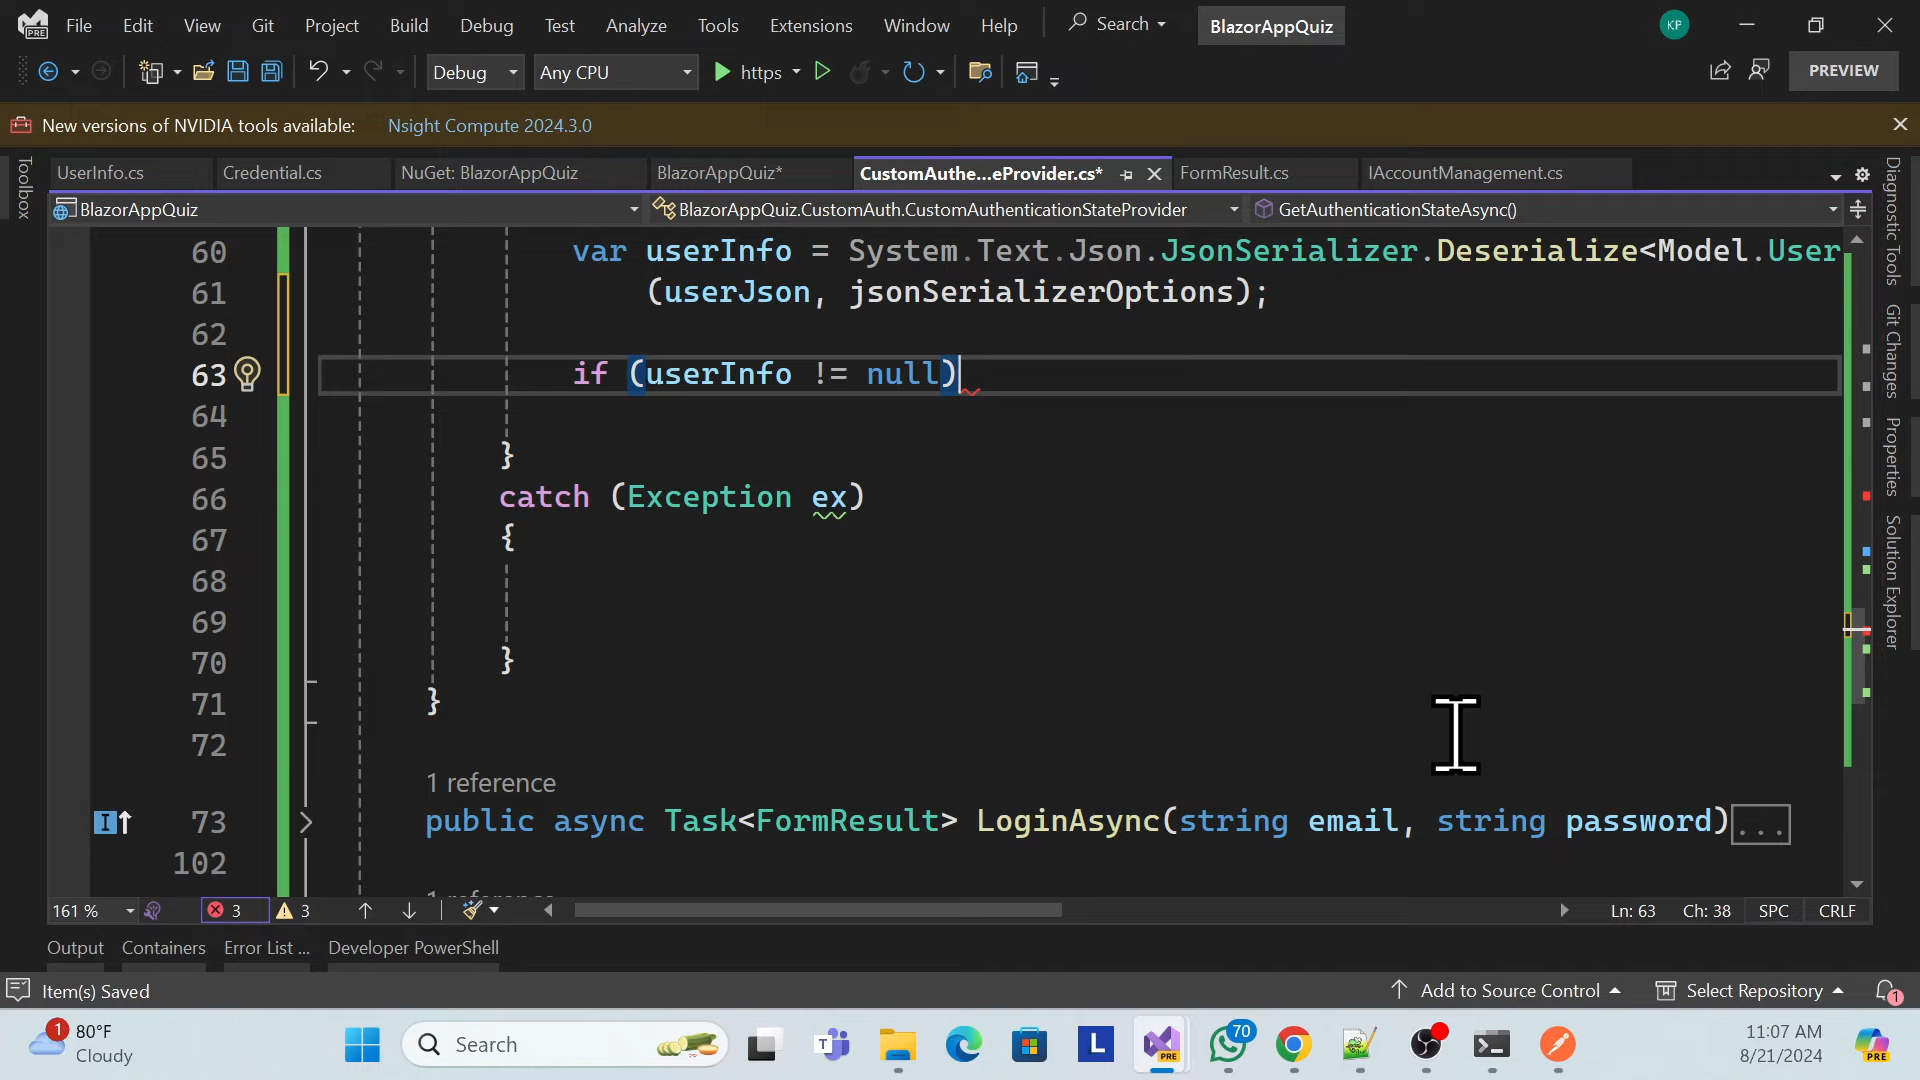 File Edit View Git Project Build Debug Test Analyze Tools Extensions Window Help Search BlazorAppQuiz KP
Debug Any CPU https PREVIEW
New versions of NVIDIA tools available: Nsight Compute 2024.3.0
UserInfo.cs Credential.cs NuGet: BlazorAppQuiz BlazorAppQuiz* CustomAuthe...eProvider.cs* FormResult.cs IAccountManagement.cs
BlazorAppQuiz BlazorAppQuiz.CustomAuth.CustomAuthenticationStateProvider GetAuthenticationStateAsync()
Toolbox
Diagnostic Tools
Git Changes
Properties
Solution Explorer
60 var userInfo = System.Text.Json.JsonSerializer.Deserialize<Model.User
61 (userJson, jsonSerializerOptions);
62
63 if (userInfo != null)
64
65 }
66 catch (Exception ex)
67 {
68
69
70 }
71 }
72
1 reference
73 public async Task<FormResult> LoginAsync(string email, string password)...
102
161 % 3 3 Ln: 63 Ch: 38 SPC CRLF
Output Containers Error List ... Developer PowerShell
Item(s) Saved Add to Source Control Select Repository 1
1 80°F
Cloudy
Search
70
PRE
11:07 AM
8/21/2024
PRE